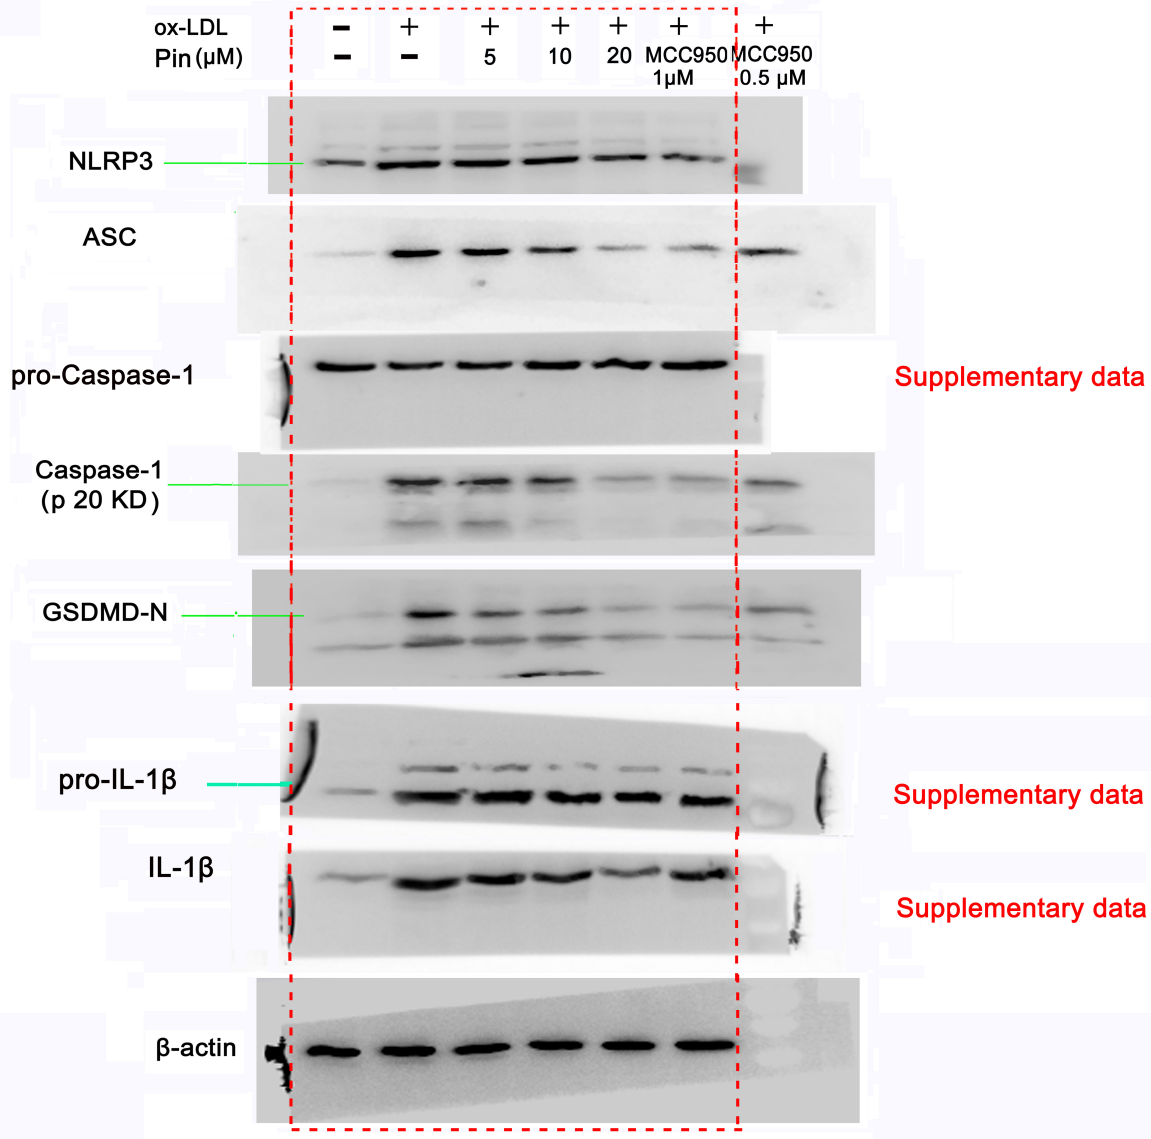 ox-LDL – + + + + + +
Pin (μM) – – 5 10 20 MCC950 MCC950
1μM 0.5 μM
NLRP3
ASC
pro-Caspase-1
Supplementary data
Caspase-1
(p 20 KD)
GSDMD-N
pro-IL-1β
Supplementary data
IL-1β
Supplementary data
β-actin